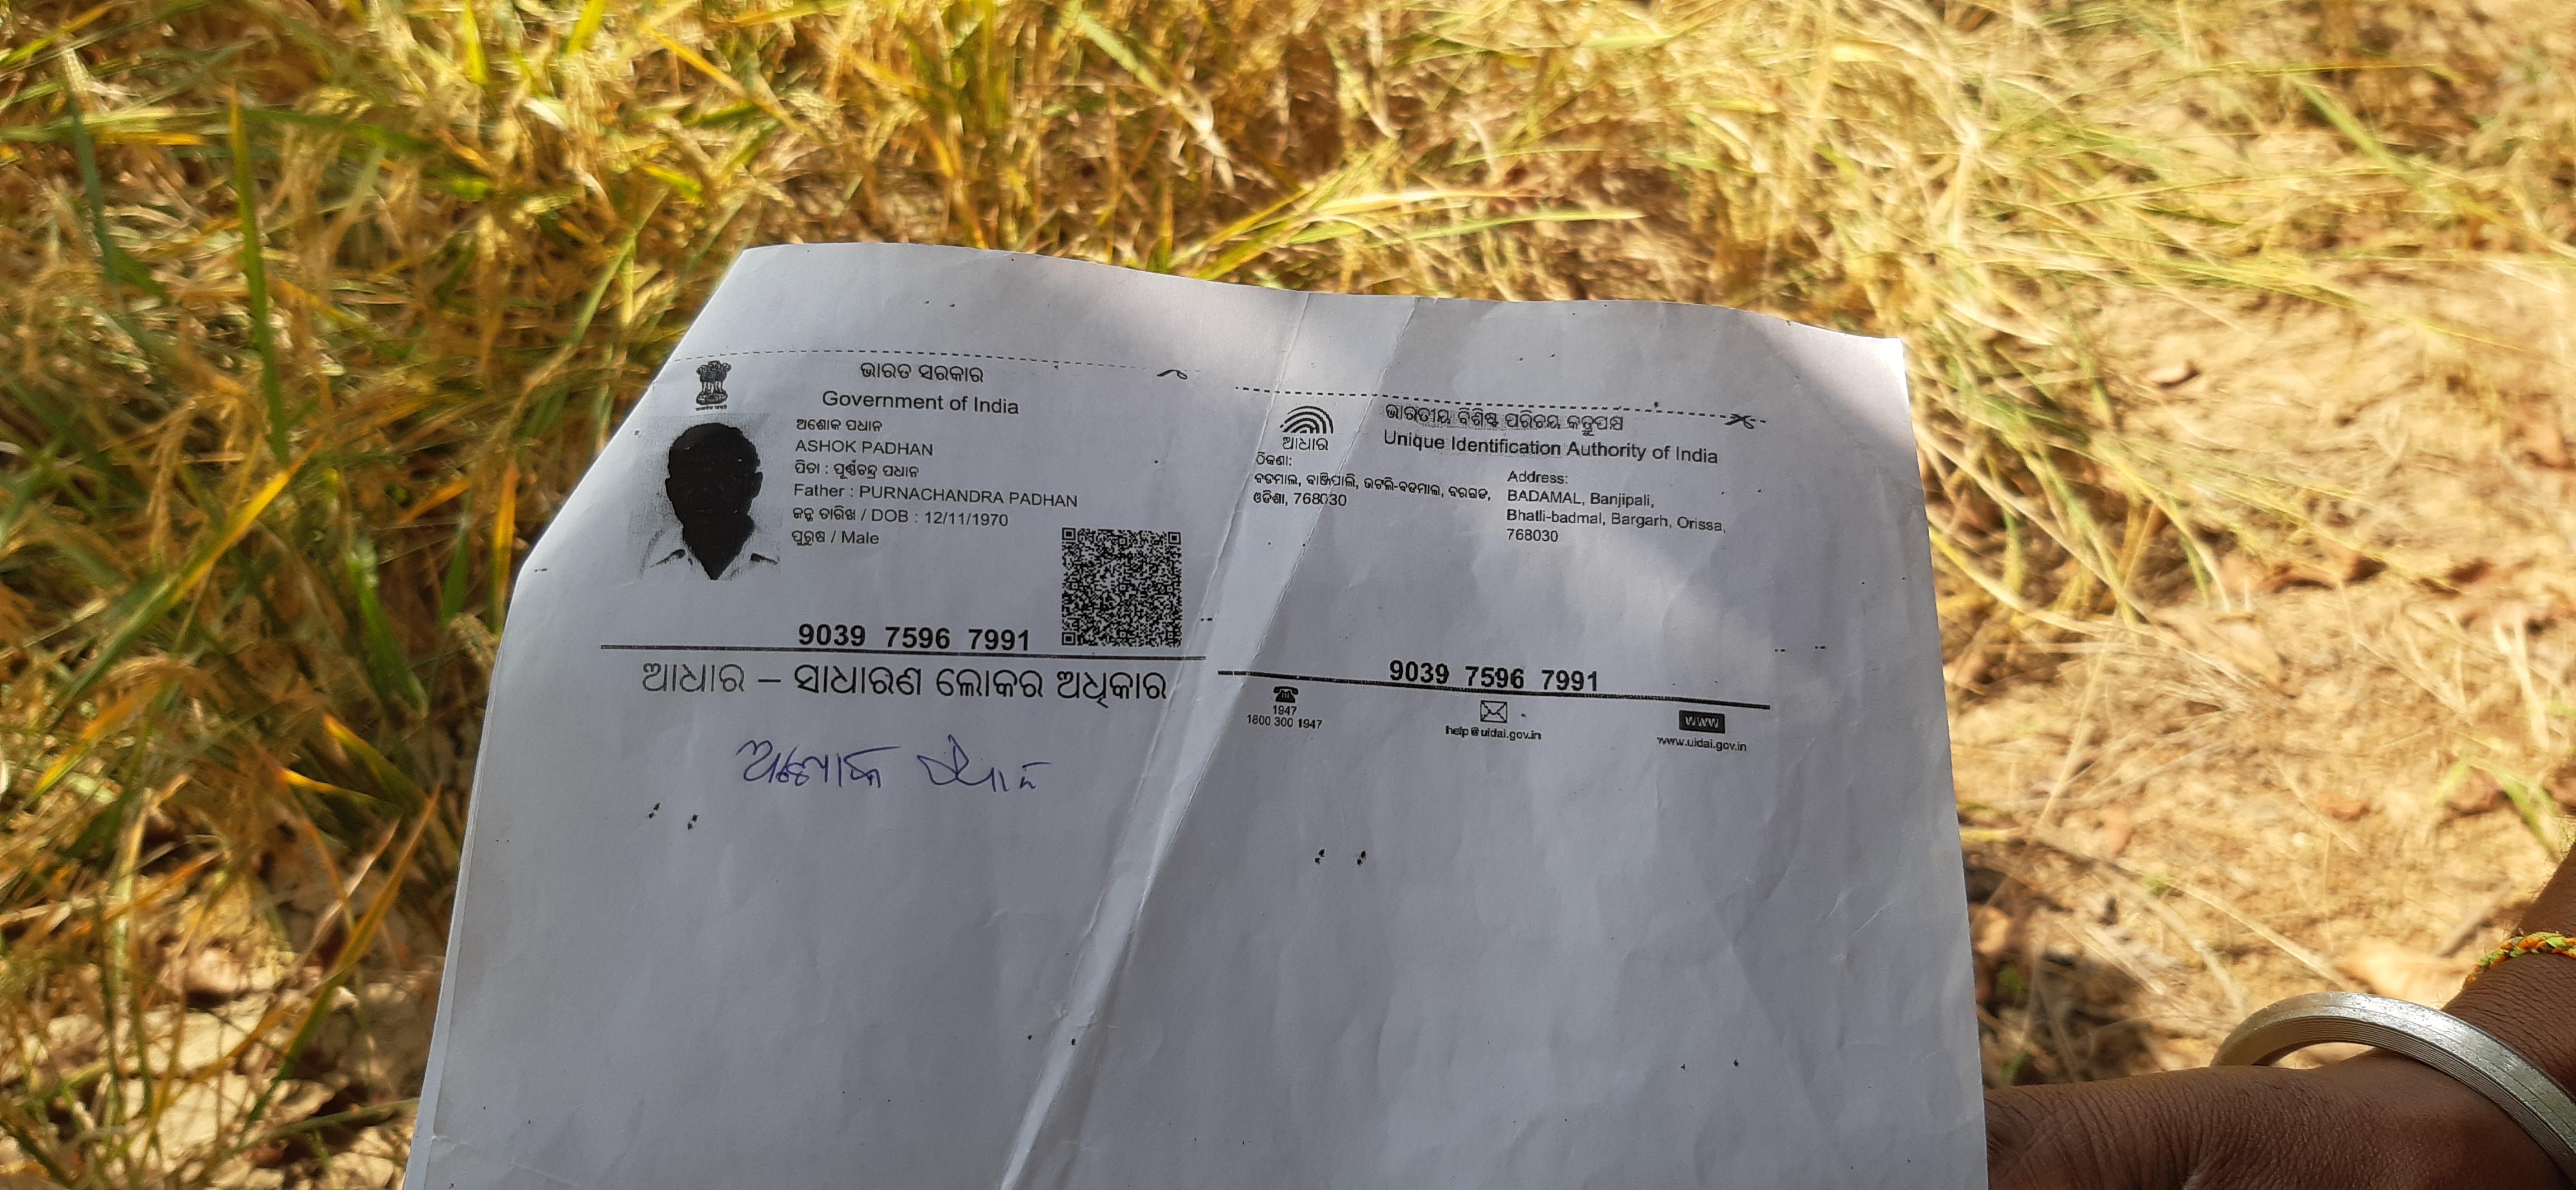 ଭାରତ ସରକାର
Government of India
ଅଶୋକ ପଧାନ
ASHOK PADHAN
ପିତା : ପୂର୍ଣ୍ଣଚନ୍ଦ୍ର ପଧାନ
Father : PURNACHANDRA PADHAN
ଜନ୍ମ ତାରିଖ / DOB : 12/11/1970
ପୁରୁଷ / Male
9039 7596 7991
ଆଧାର – ସାଧାରଣ ଲୋକର ଅଧିକାର
ଅଶୋକ ପଧାନ
ଭାରତୀୟ ବିଶିଷ୍ଟ ପରିଚୟ କର୍ତ୍ତୃପକ୍ଷ
Unique Identification Authority of India
ଆଧାର
ଠିକଣା:
ବଡମାଲ, ବାଞ୍ଜିପାଲି, ଭଟଲି-ବଡମାଲ, ବରଗଡ,
ଓଡିଶା, 768030
Address:
BADAMAL, Banjipali,
Bhatli-badmal, Bargarh, Orissa,
768030
9039 7596 7991
1947
1800 300 1947
help@uidai.gov.in
www
www.uidai.gov.in